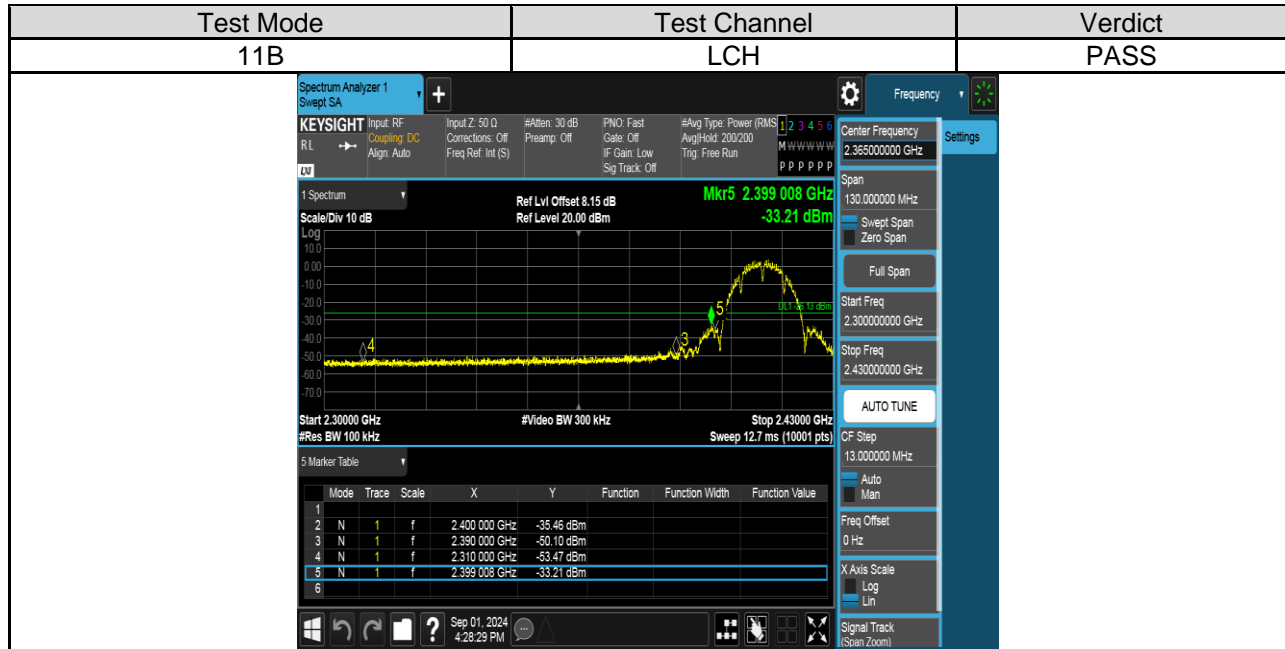 Test Mode Test Channel Verdict
11B LCH PASS
Spectrum Analyzer 1
Swept SA
+
Frequency
KEYSIGHT
RL
LXI
Input: RF
Coupling: DC
Align: Auto
Input Z: 50 Ω
Corrections: Off
Freq Ref: Int (S)
#Atten: 30 dB
Preamp: Off
PNO: Fast
Gate: Off
IF Gain: Low
Sig Track: Off
#Avg Type: Power (RMS
Avg|Hold: 200/200
Trig: Free Run
1 2 3 4 5 6
M W W W W W
P P P P P P
1 Spectrum
Scale/Div 10 dB
Ref Lvl Offset 8.15 dB
Ref Level 20.00 dBm
Mkr5 2.399 008 GHz
-33.21 dBm
Log
10.0
0.00
-10.0
-20.0
-30.0
-40.0
-50.0
-60.0
-70.0
5
3
4
Start 2.30000 GHz #Video BW 300 kHz Stop 2.43000 GHz
#Res BW 100 kHz Sweep 12.7 ms (10001 pts)
5 Marker Table
Mode Trace Scale X Y Function Function Width Function Value
1
2 N 1 f 2.400 000 GHz -35.46 dBm
3 N 1 f 2.390 000 GHz -50.10 dBm
4 N 1 f 2.310 000 GHz -53.47 dBm
5 N 1 f 2.399 008 GHz -33.21 dBm
6
Sep 01, 2024
4:28:29 PM
Center Frequency
2.365000000 GHz
Settings
Span
130.000000 MHz
Swept Span
Zero Span
Full Span
Start Freq
2.300000000 GHz
Stop Freq
2.430000000 GHz
AUTO TUNE
CF Step
13.000000 MHz
Auto
Man
Freq Offset
0 Hz
X Axis Scale
Log
Lin
Signal Track
(Span Zoom)